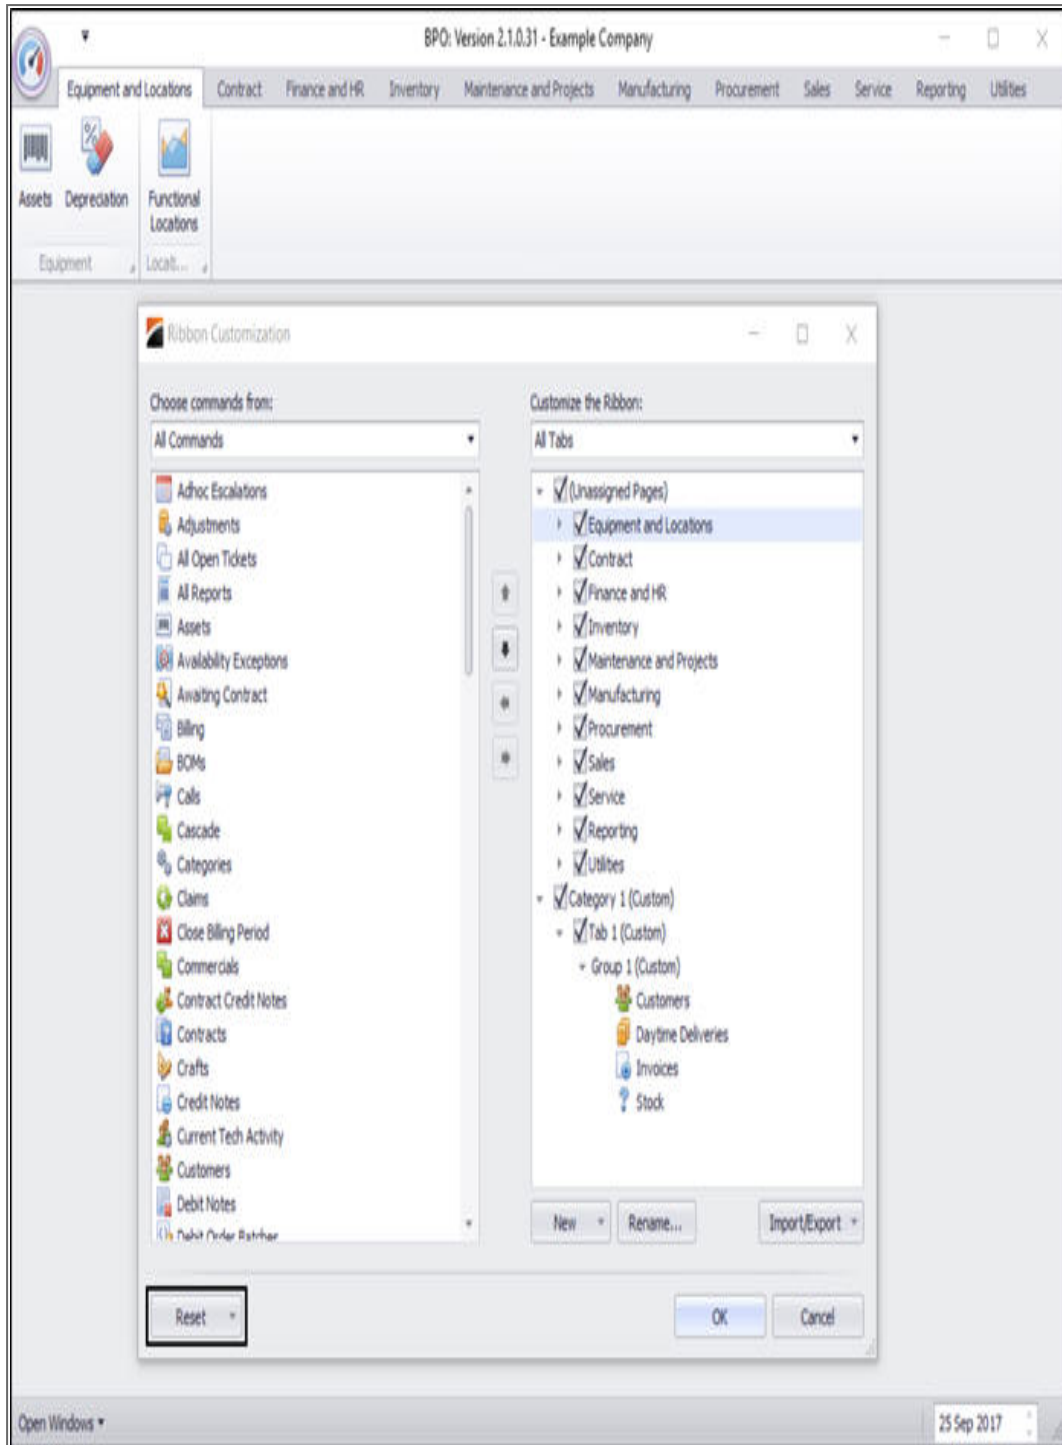 BPO: Version 2.1.0.31 - Example Company
Equipment and Locations Contract Finance and HR Inventory Maintenance and Projects Manufacturing Procurement Sales Service Reporting Utilities
Assets Depreciation Functional Locations
Equipment Locati...
Ribbon Customization
Choose commands from:
All Commands
Adhoc Escalations
Adjustments
All Open Tickets
All Reports
Assets
Availability Exceptions
Awaiting Contract
Billing
BOMs
Calls
Cascade
Categories
Claims
Close Billing Period
Commercials
Contract Credit Notes
Contracts
Crafts
Credit Notes
Current Tech Activity
Customers
Debit Notes
Debit Order Batches
Customize the Ribbon:
All Tabs
(Unassigned Pages)
Equipment and Locations
Contract
Finance and HR
Inventory
Maintenance and Projects
Manufacturing
Procurement
Sales
Service
Reporting
Utilities
Category 1 (Custom)
Tab 1 (Custom)
Group 1 (Custom)
Customers
Daytime Deliveries
Invoices
Stock
New Rename... Import/Export
Reset OK Cancel
Open Windows 25 Sep 2017